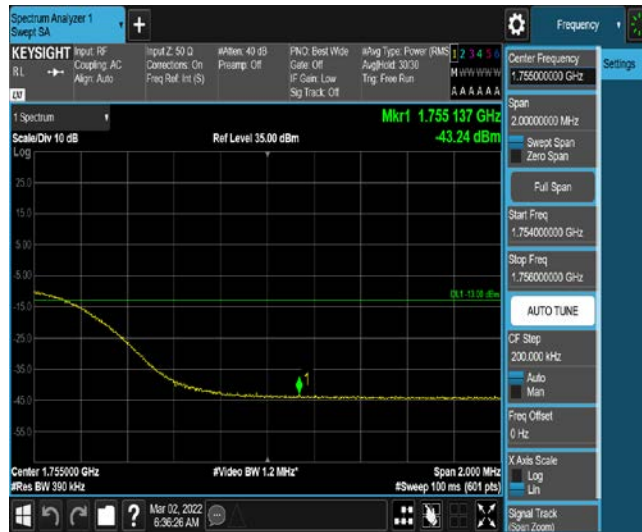 Spectrum Analyzer 1
Swept SA
+
Frequency
KEYSIGHT
Input: RF
Coupling: AC
Align: Auto
Input Z: 50 Ω
Corrections: On
Freq Ref: Int (S)
#Atten: 40 dB
Preamp: Off
PNO: Best Wide
Gate: Off
IF Gain: Low
Sig Track: Off
#Avg Type: Power (RMS
Avg|Hold: 30/30
Trig: Free Run
1 2 3 4 5 6
M W W W W W
A A A A A A
RL
LXI
Center Frequency
1.755000000 GHz
Settings
1 Spectrum
Scale/Div 10 dB
Ref Level 35.00 dBm
Mkr1 1.755 137 GHz
-43.24 dBm
Log
25.0
15.0
5.00
-5.00
-15.0
-25.0
-35.0
-45.0
-55.0
DL1 -13.00 dBm
1
Span
2.00000000 MHz
Swept Span
Zero Span
Full Span
Start Freq
1.754000000 GHz
Stop Freq
1.756000000 GHz
AUTO TUNE
CF Step
200.000 kHz
Auto
Man
Freq Offset
0 Hz
X Axis Scale
Log
Lin
Signal Track
(Span Zoom)
Center 1.755000 GHz
#Res BW 390 kHz
#Video BW 1.2 MHz*
Span 2.000 MHz
#Sweep 100 ms (601 pts)
?
Mar 02, 2022
6:36:26 AM